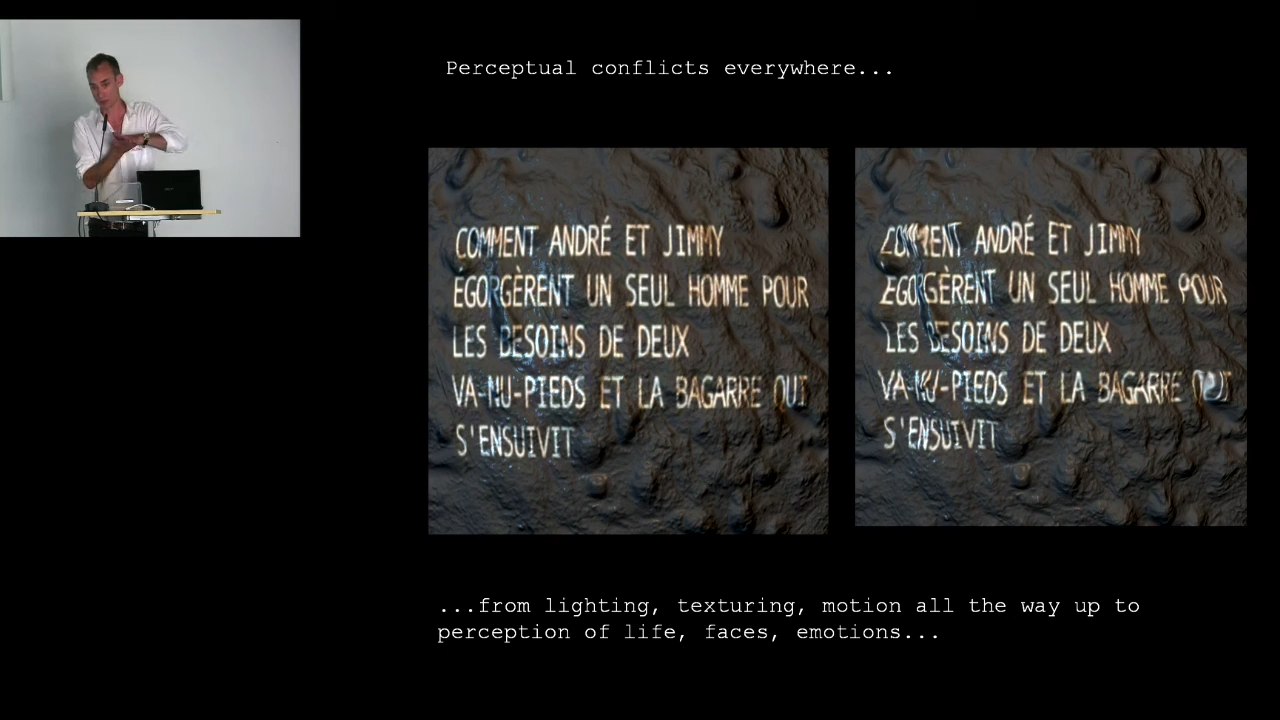 Perceptual conflicts everywhere...
COMMENT ANDRÉ ET JIMMY
ÉGORGÈRENT UN SEUL HOMME POUR
LES BESOINS DE DEUX
VA-NU-PIEDS ET LA BAGARRE QUI
S'ENSUIVIT
COMMENT ANDRÉ ET JIMMY
ÉGORGÈRENT UN SEUL HOMME POUR
LES BESOINS DE DEUX
VA-NU-PIEDS ET LA BAGARRE QUI
S'ENSUIVIT
...from lighting, texturing, motion all the way up to
perception of life, faces, emotions...